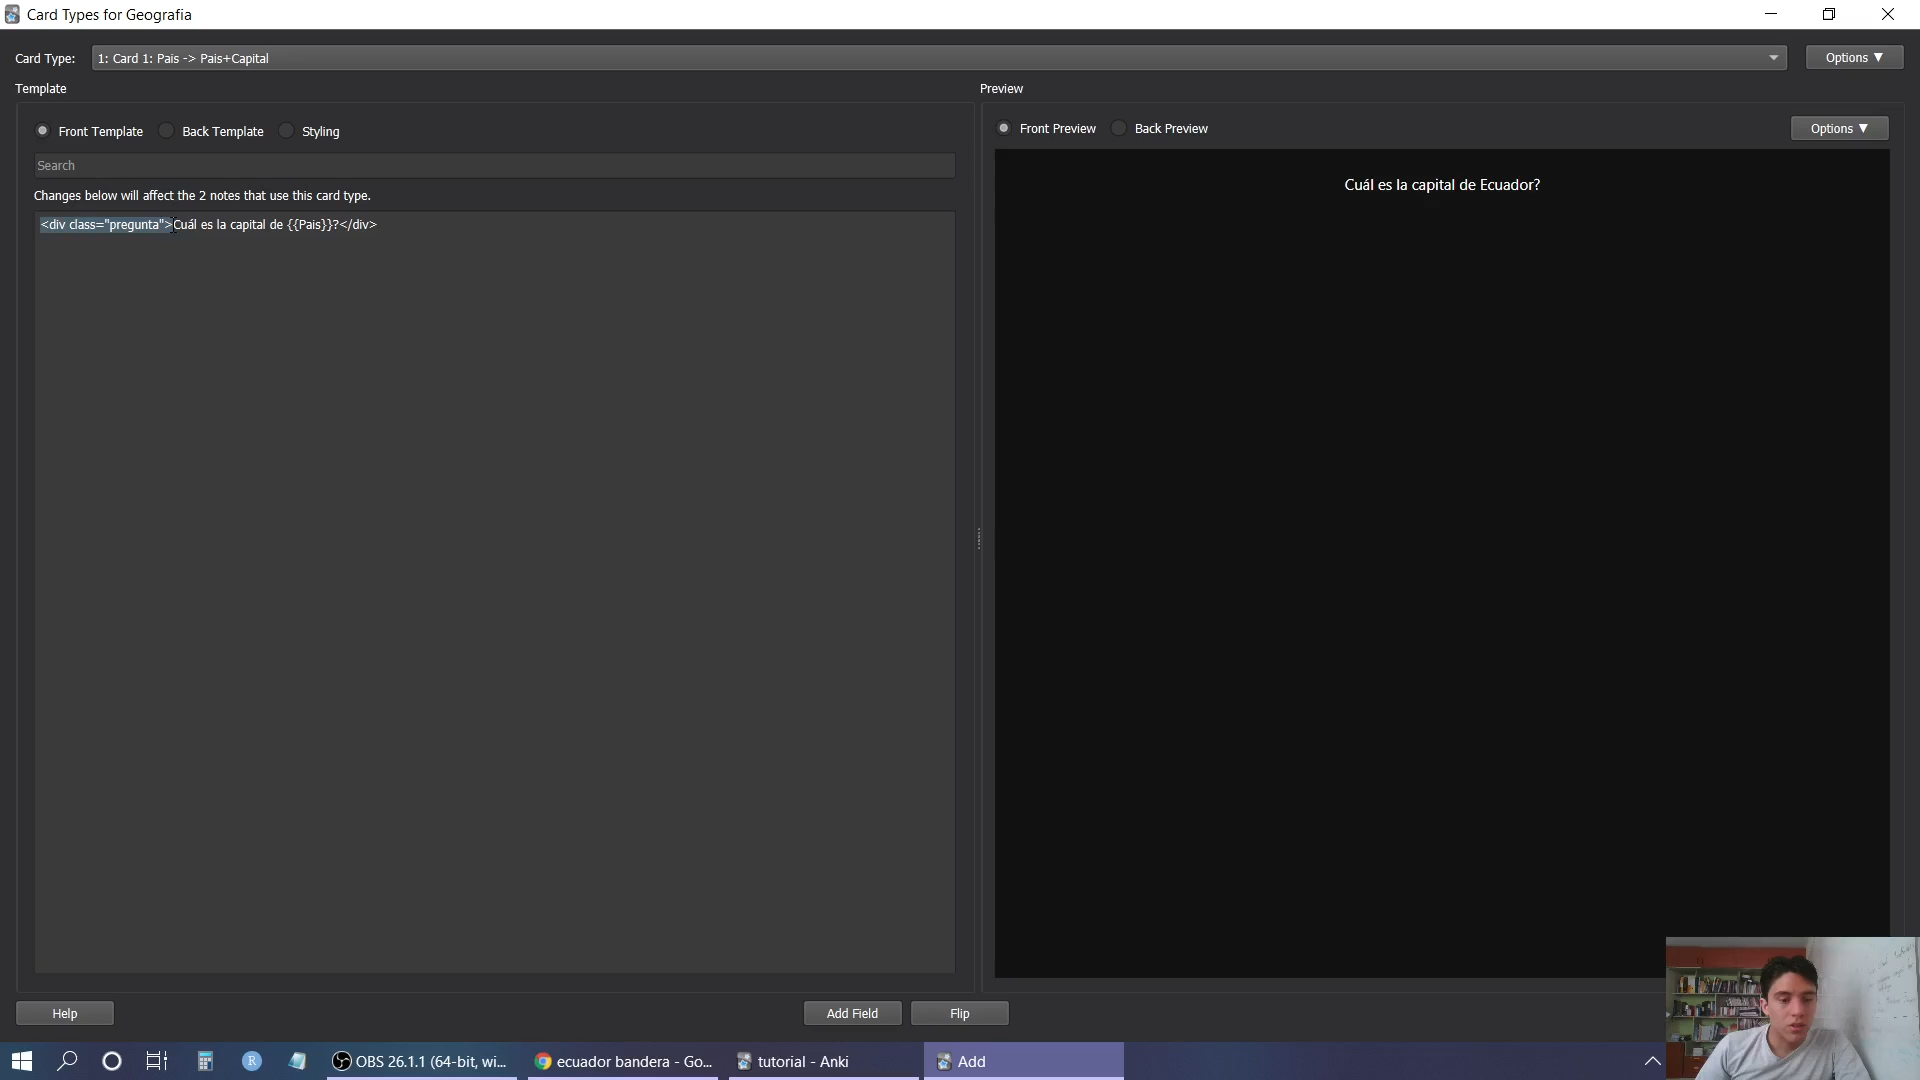 Card Types for Geografia
Card Type:
1: Card 1: Pais -> Pais+Capital
Options ▼
Template
Preview
Front Template
Back Template
Styling
Front Preview
Back Preview
Options ▼
Search
Changes below will affect the 2 notes that use this card type.
<div class="pregunta">Cuál es la capital de {{Pais}}?</div>
Cuál es la capital de Ecuador?
Help
Add Field
Flip
R
OBS 26.1.1 (64-bit, wi...
ecuador bandera - Go...
tutorial - Anki
Add